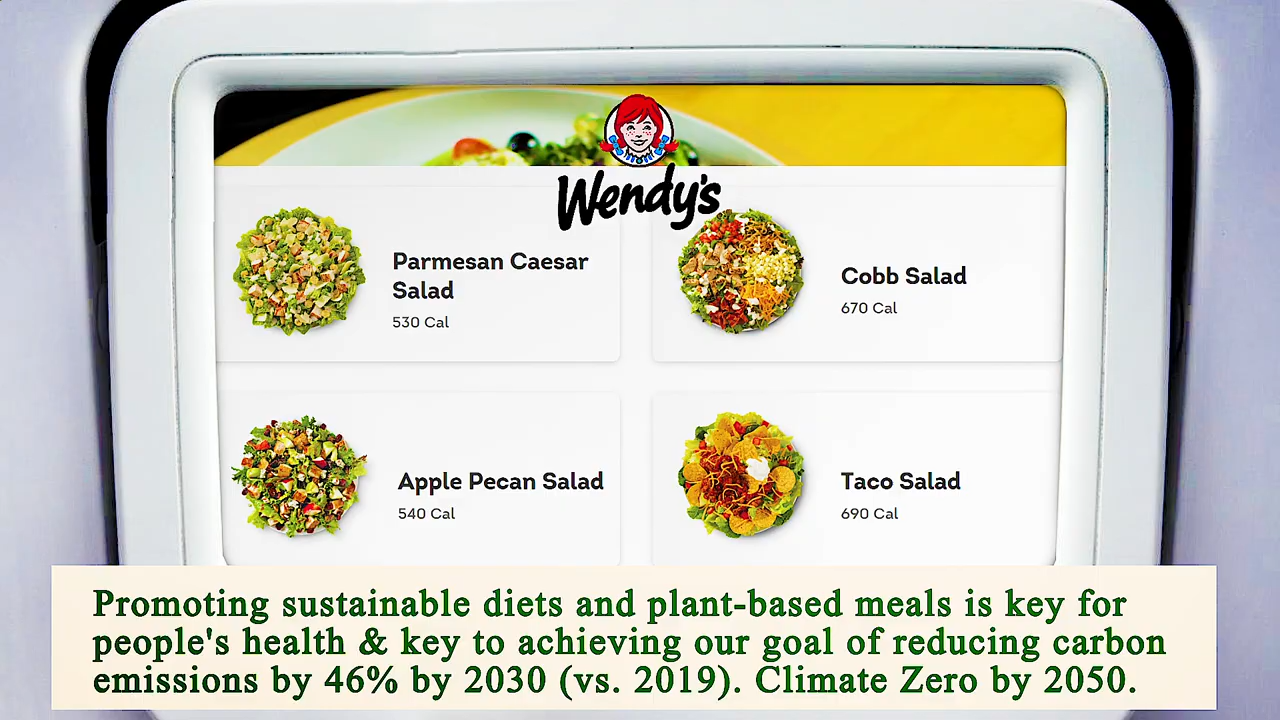 Wendy's
Parmesan Caesar
Salad
530 Cal
Cobb Salad
670 Cal
Apple Pecan Salad
540 Cal
Taco Salad
690 Cal
Promoting sustainable diets and plant-based meals is key for
people's health & key to achieving our goal of reducing carbon
emissions by 46% by 2030 (vs. 2019). Climate Zero by 2050.